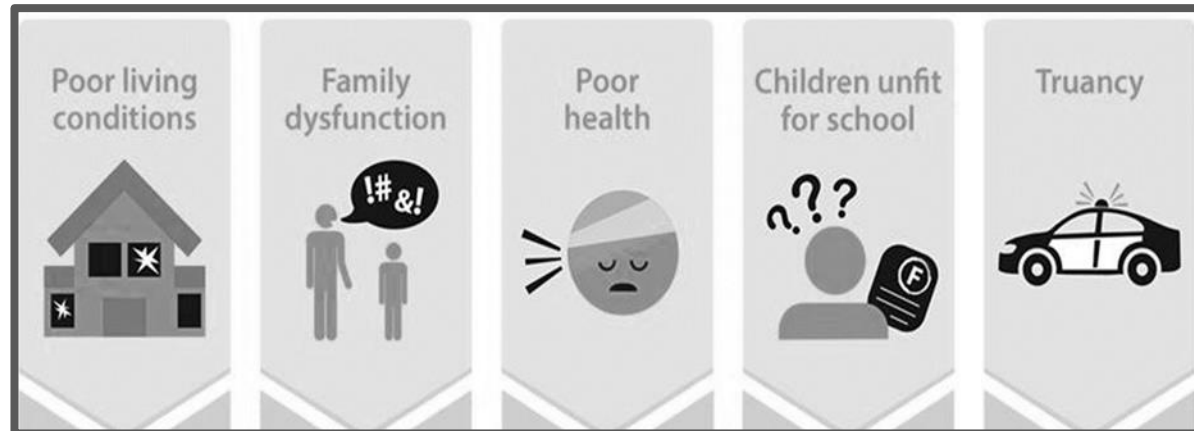 Poor living
conditions
Family
dysfunction
!#&!
Poor
health
Children unfit
for school
???
F
Truancy